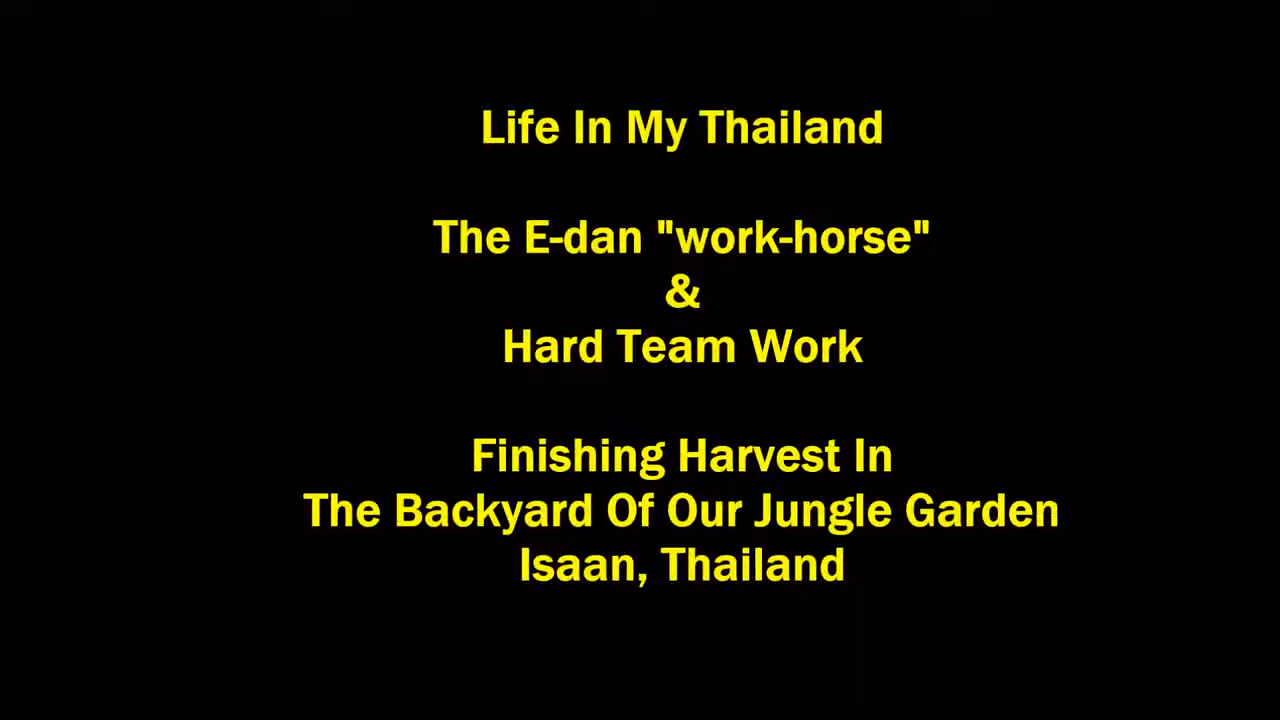 Life In My Thailand
The E-dan "work-horse"
&
Hard Team Work
Finishing Harvest In
The Backyard Of Our Jungle Garden
Isaan, Thailand